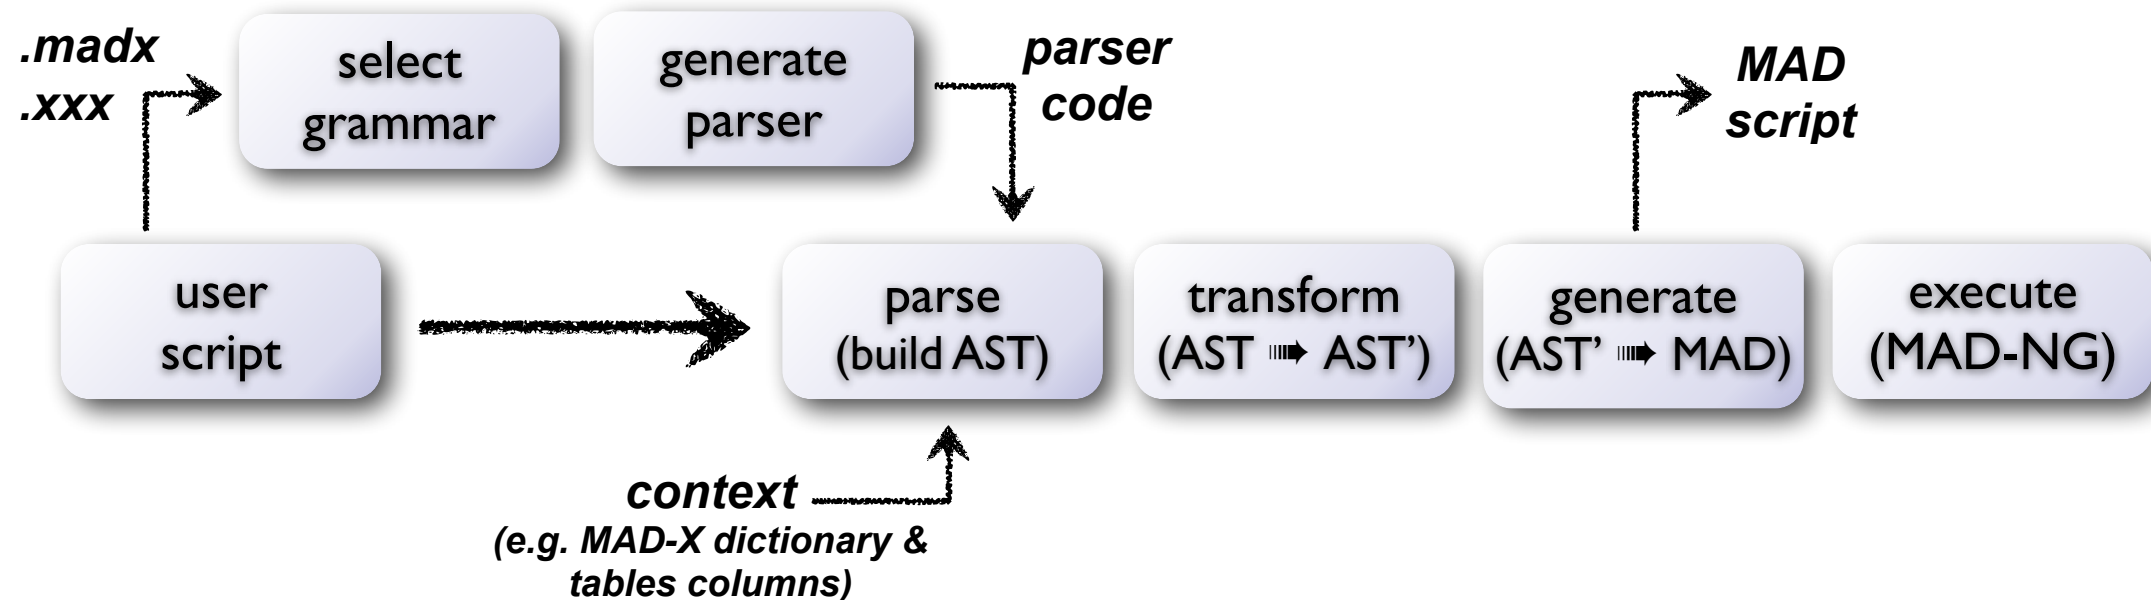 .madx
.xxx
select
grammar
generate
parser
parser
code
MAD
script
user
script
parse
(build AST)
transform
(AST ➠ AST’)
generate
(AST’ ➠ MAD)
execute
(MAD-NG)
context
(e.g. MAD-X dictionary &
tables columns)